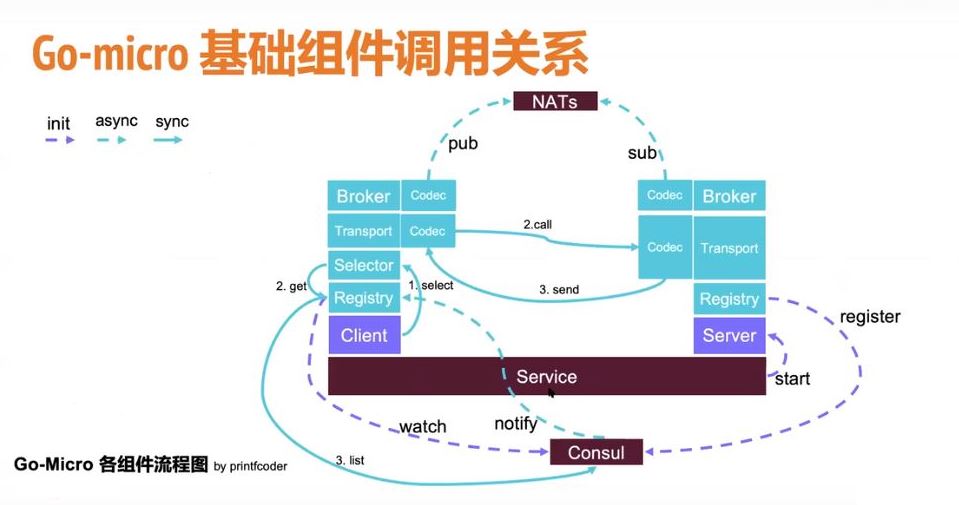 Go-micro 基础组件调用关系
init async sync
NATs
pub
sub
Broker Codec
Codec Broker
Transport Codec
2.call
Codec Transport
Selector
2. get
1. select
3. send
Registry
Registry
register
Client
Server
Service
start
watch
notify
Consul
Go-Micro 各组件流程图 by printfcoder
3. list